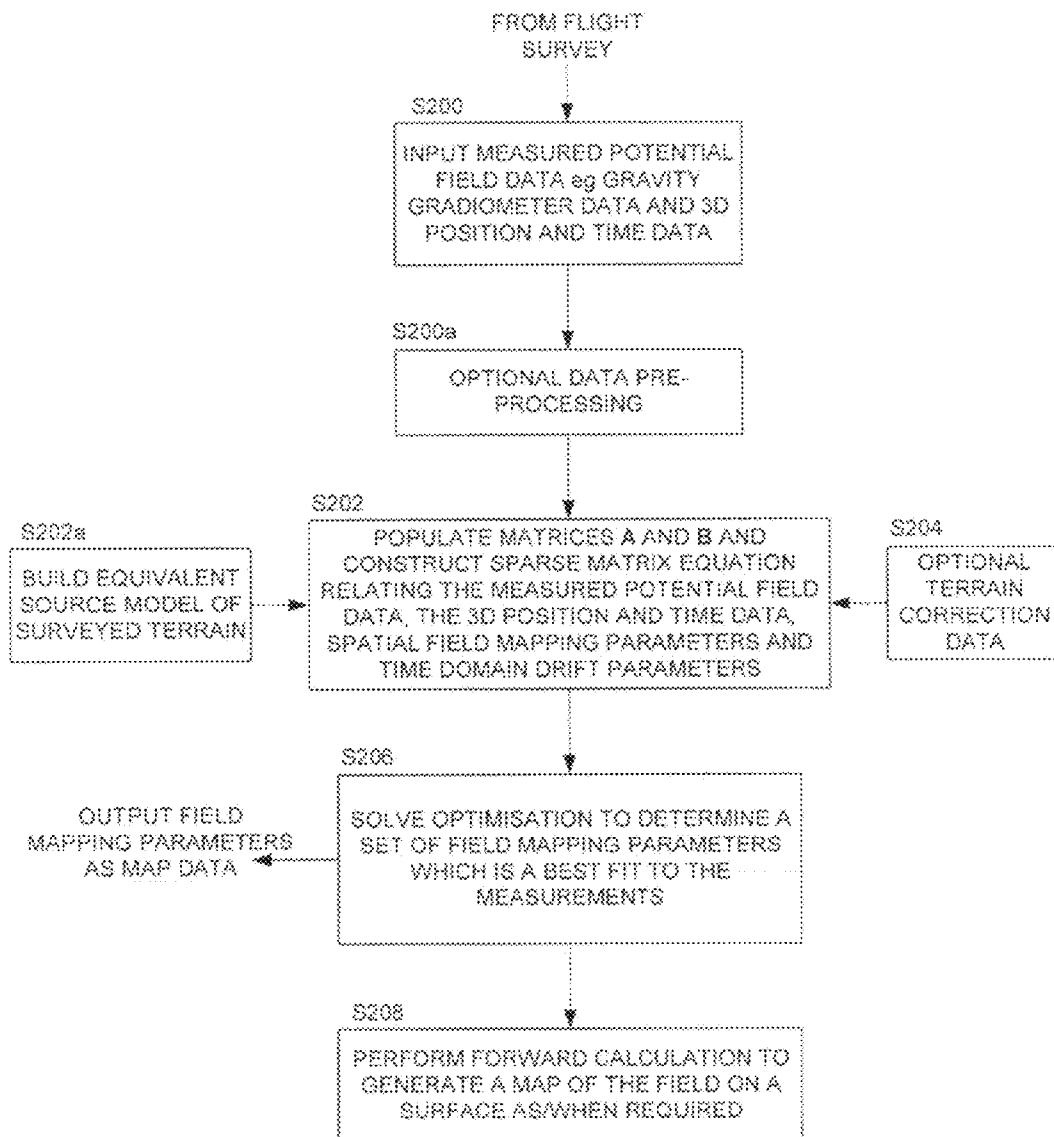 FROM FLIGHT
SURVEY
S200
INPUT MEASURED POTENTIAL
FIELD DATA eg GRAVITY
GRADIOMETER DATA AND 3D
POSITION AND TIME DATA
S200a
OPTIONAL DATA PRE-
PROCESSING
S202a
BUILD EQUIVALENT
SOURCE MODEL OF
SURVEYED TERRAIN
S202
POPULATE MATRICES A AND B AND
CONSTRUCT SPARSE MATRIX EQUATION
RELATING THE MEASURED POTENTIAL FIELD
DATA, THE 3D POSITION AND TIME DATA,
SPATIAL FIELD MAPPING PARAMETERS AND
TIME DOMAIN DRIFT PARAMETERS
S204
OPTIONAL
TERRAIN
CORRECTION
DATA
S206
SOLVE OPTIMISATION TO DETERMINE A
SET OF FIELD MAPPING PARAMETERS
WHICH IS A BEST FIT TO THE
MEASUREMENTS
OUTPUT FIELD
MAPPING PARAMETERS
AS MAP DATA
S208
PERFORM FORWARD CALCULATION TO
GENERATE A MAP OF THE FIELD ON A
SURFACE AS/WHEN REQUIRED